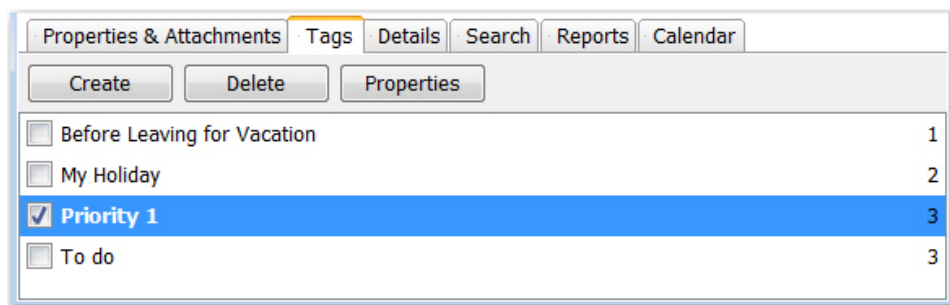 Properties & Attachments Tags Details Search Reports Calendar
Create Delete Properties
Before Leaving for Vacation 1
My Holiday 2
Priority 1 3
To do 3